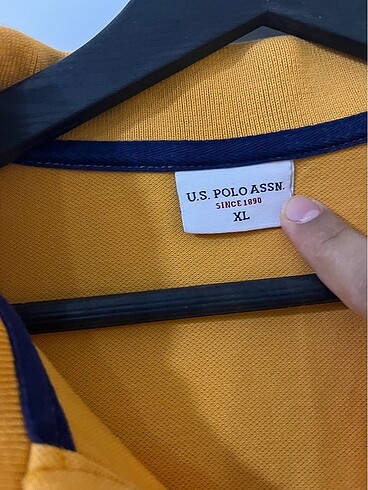 U.S. POLO ASSN.
SINCE 1890
XL